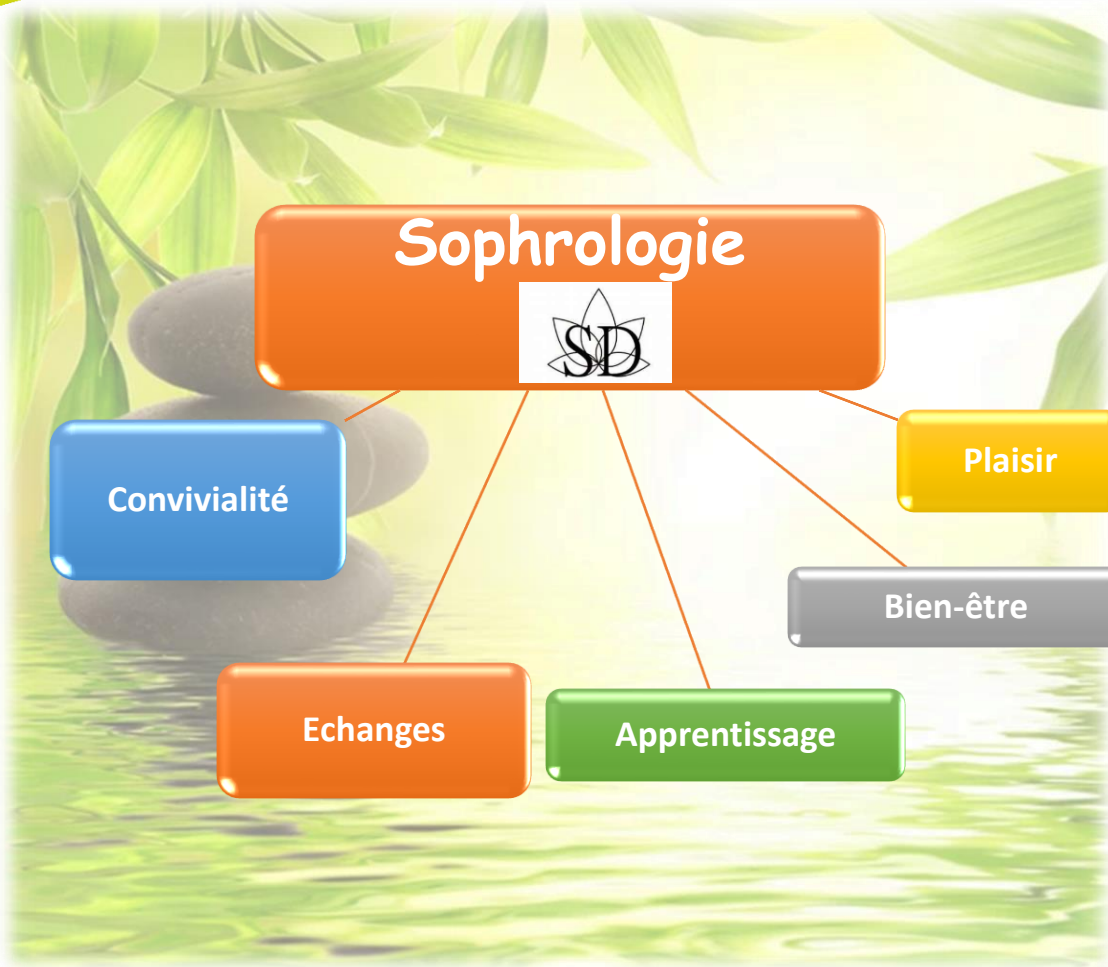 Sophrologie
SD
Convivialité
Plaisir
Bien-être
Echanges
Apprentissage